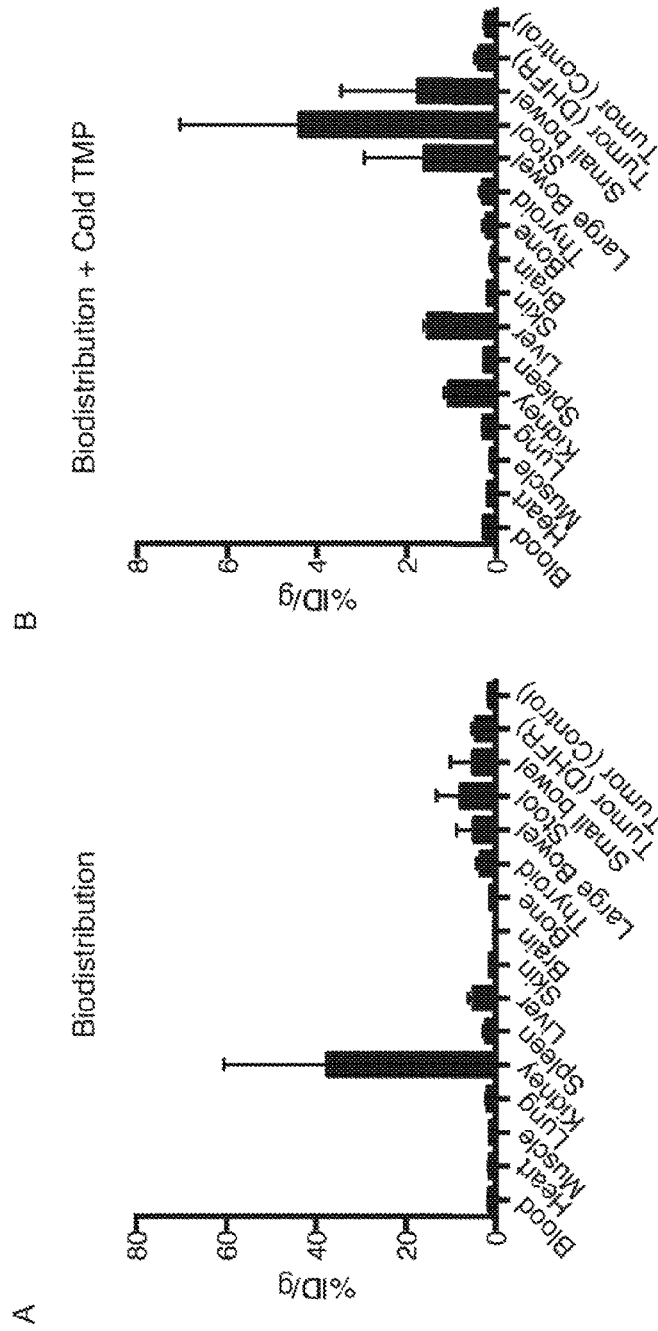 A
Biodistribution
%ID/g
80
60
40
20
0
Blood
Heart
Muscle
Lung
Kidney
Spleen
Liver
Skin
Brain
Bone
Thyroid
Large Bowel
Stool
Small bowel
Tumor (DHFR)
Tumor (Control)
B
Biodistribution + Cold TMP
%ID/g
8
6
4
2
0
Blood
Heart
Muscle
Lung
Kidney
Spleen
Liver
Skin
Brain
Bone
Thyroid
Large Bowel
Stool
Small bowel
Tumor (DHFR)
Tumor (Control)